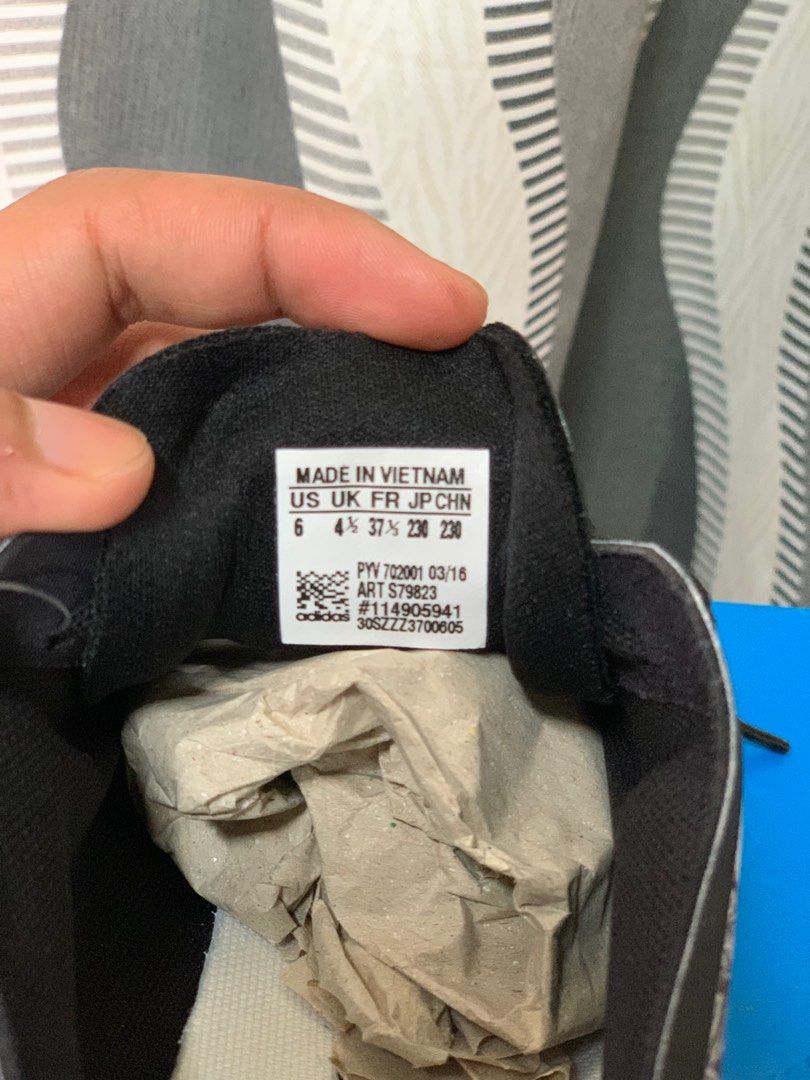 MADE IN VIETNAM
US UK FR JP CHN
6 4½ 37⅓ 230 230
PYV 702001 03/16
ART S79823
#114905941
adidas 30SZZZ3700605